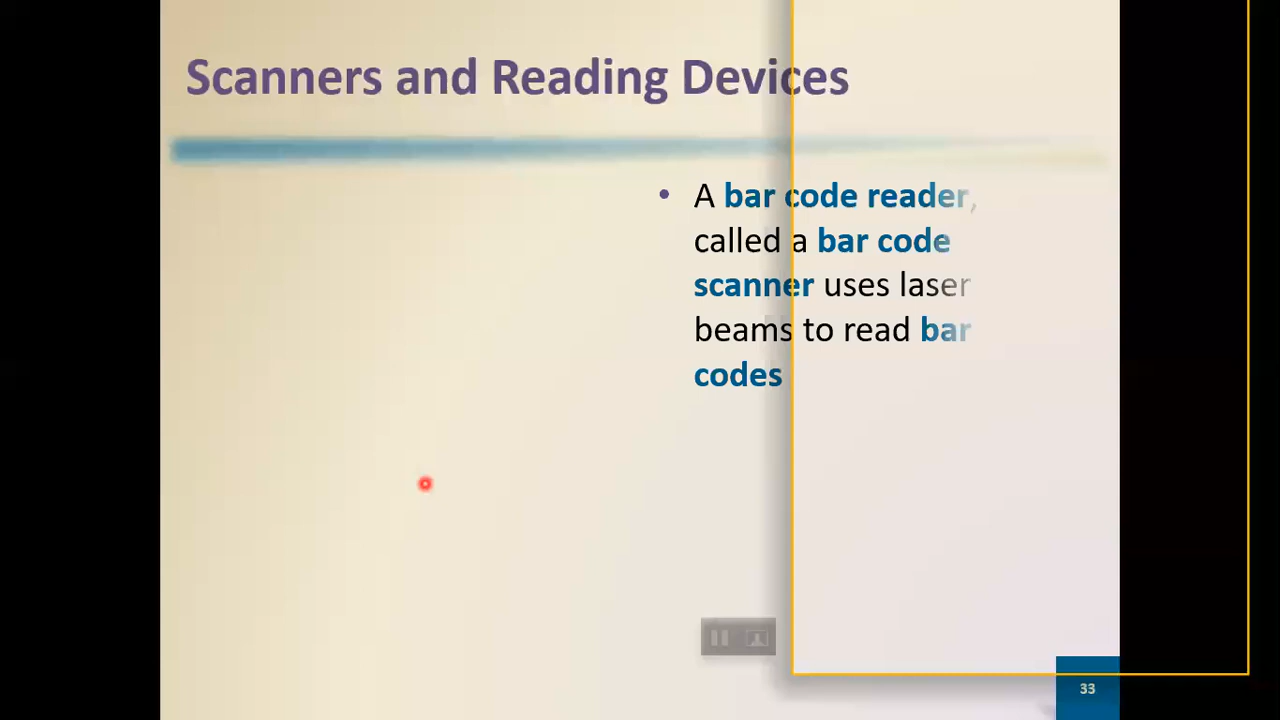 Scanners and Reading Devices
• A bar code reader,
called a bar code
scanner uses laser
beams to read bar
codes
33